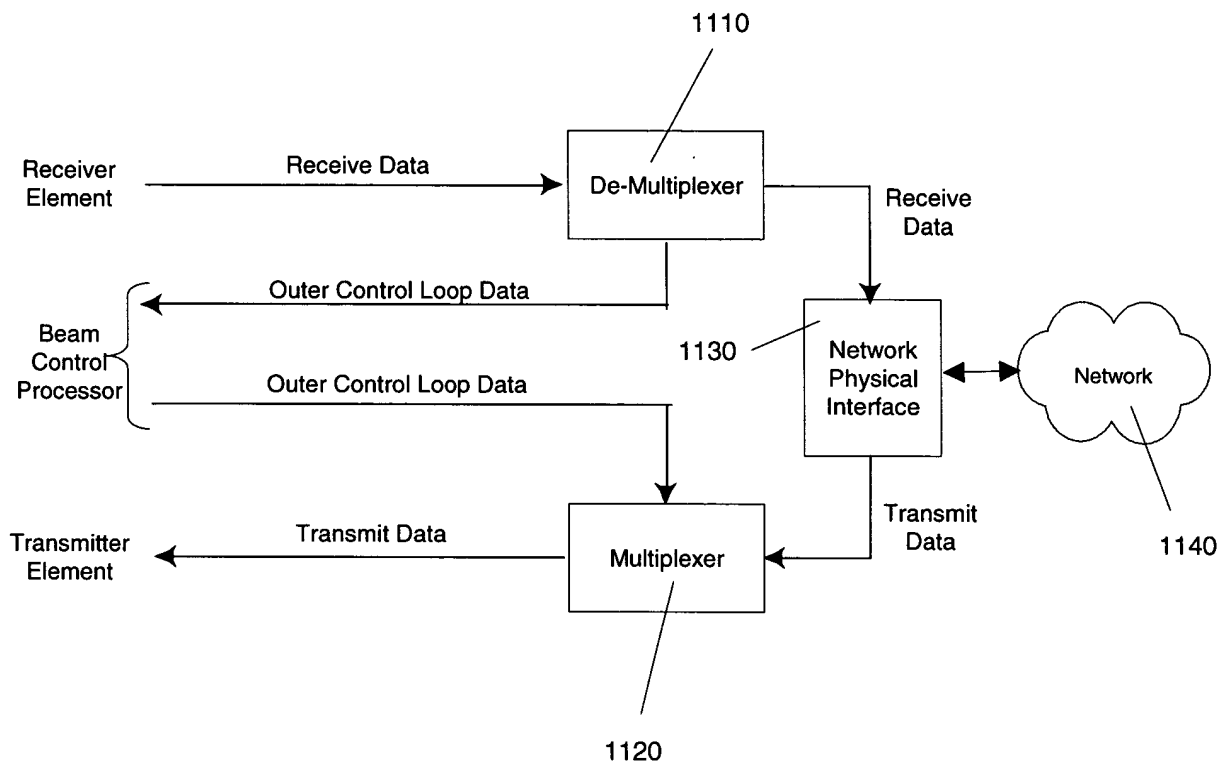 1110
Receiver
Element
Receive Data
De-Multiplexer
Receive
Data
Outer Control Loop Data
Beam
Control
Processor
1130
Network
Physical
Interface
Network
Outer Control Loop Data
Transmitter
Element
Transmit Data
Multiplexer
Transmit
Data
1140
1120